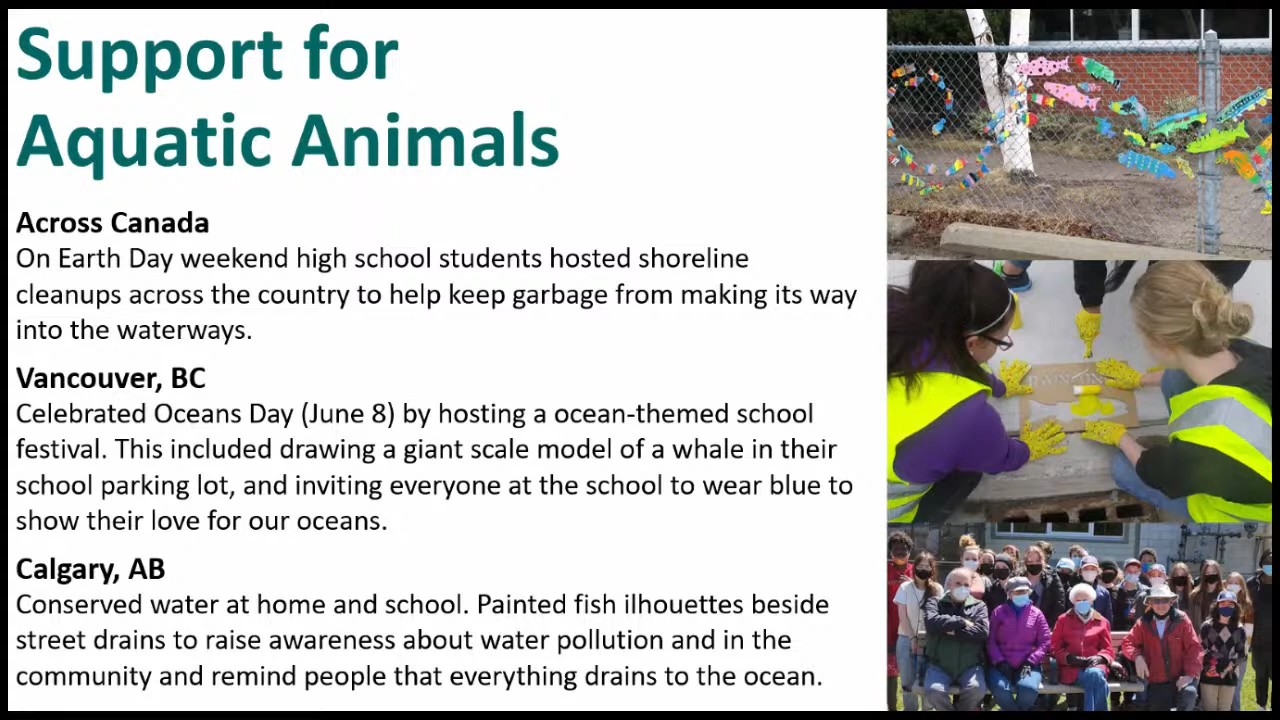 Support for
Aquatic Animals
Across Canada
On Earth Day weekend high school students hosted shoreline
cleanups across the country to help keep garbage from making its way
into the waterways.
Vancouver, BC
Celebrated Oceans Day (June 8) by hosting a ocean-themed school
festival. This included drawing a giant scale model of a whale in their
school parking lot, and inviting everyone at the school to wear blue to
show their love for our oceans.
Calgary, AB
Conserved water at home and school. Painted fish ilhouettes beside
street drains to raise awareness about water pollution and in the
community and remind people that everything drains to the ocean.